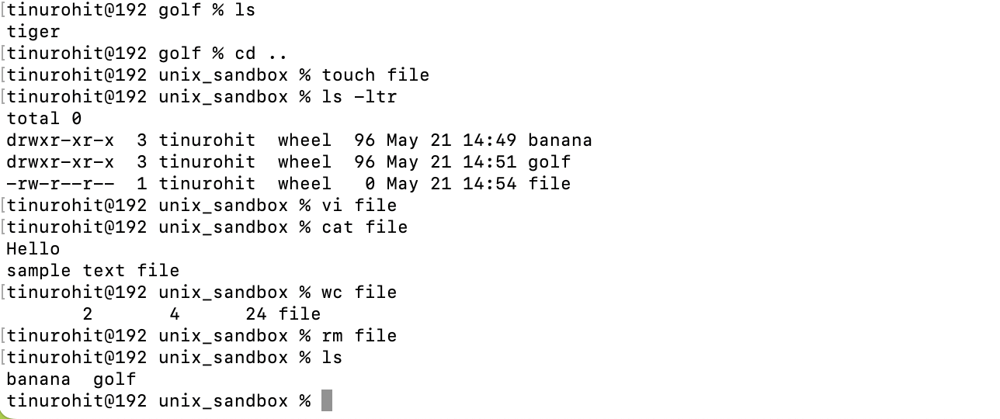 [tinurohit@192 golf % ls
tiger
[tinurohit@192 golf % cd ..
[tinurohit@192 unix_sandbox % touch file
[tinurohit@192 unix_sandbox % ls -ltr
total 0
drwxr-xr-x  3 tinurohit  wheel  96 May 21 14:49 banana
drwxr-xr-x  3 tinurohit  wheel  96 May 21 14:51 golf
-rw-r--r--  1 tinurohit  wheel   0 May 21 14:54 file
[tinurohit@192 unix_sandbox % vi file
[tinurohit@192 unix_sandbox % cat file
Hello
sample text file
[tinurohit@192 unix_sandbox % wc file
       2       4      24 file
[tinurohit@192 unix_sandbox % rm file
[tinurohit@192 unix_sandbox % ls
banana  golf
tinurohit@192 unix_sandbox %